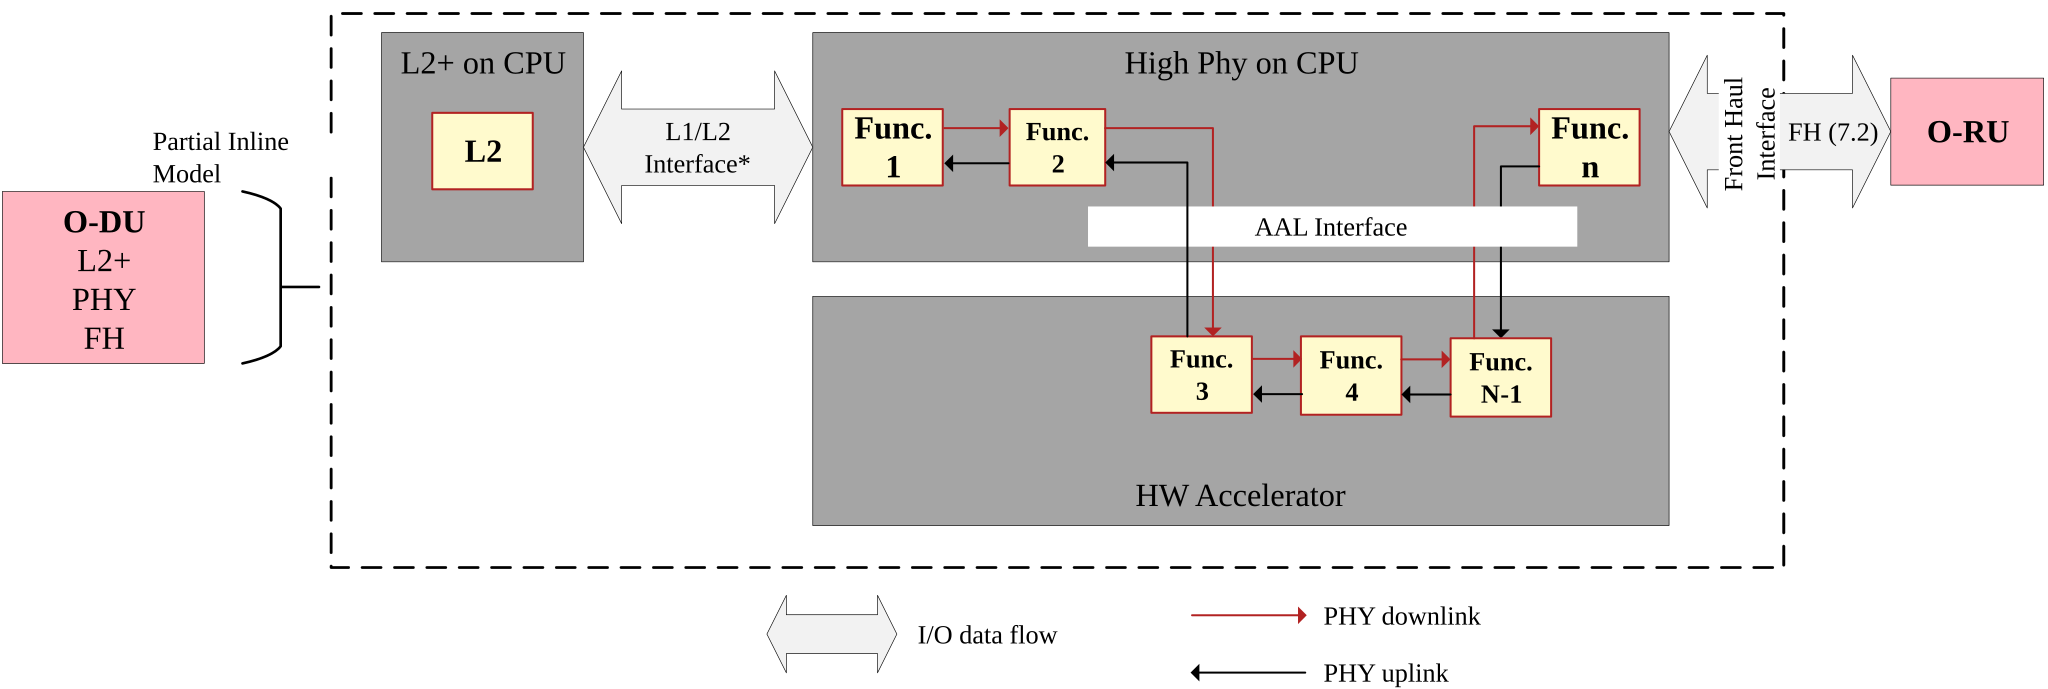 Partial Inline
Model
O-DU
L2+
PHY
FH
L2+ on CPU
L2
L1/L2
Interface*
High Phy on CPU
Func.
1
Func.
2
Func.
n
AAL Interface
Func.
3
Func.
4
Func.
N-1
HW Accelerator
Front Haul
Interface
FH (7.2)
O-RU
I/O data flow
PHY downlink
PHY uplink